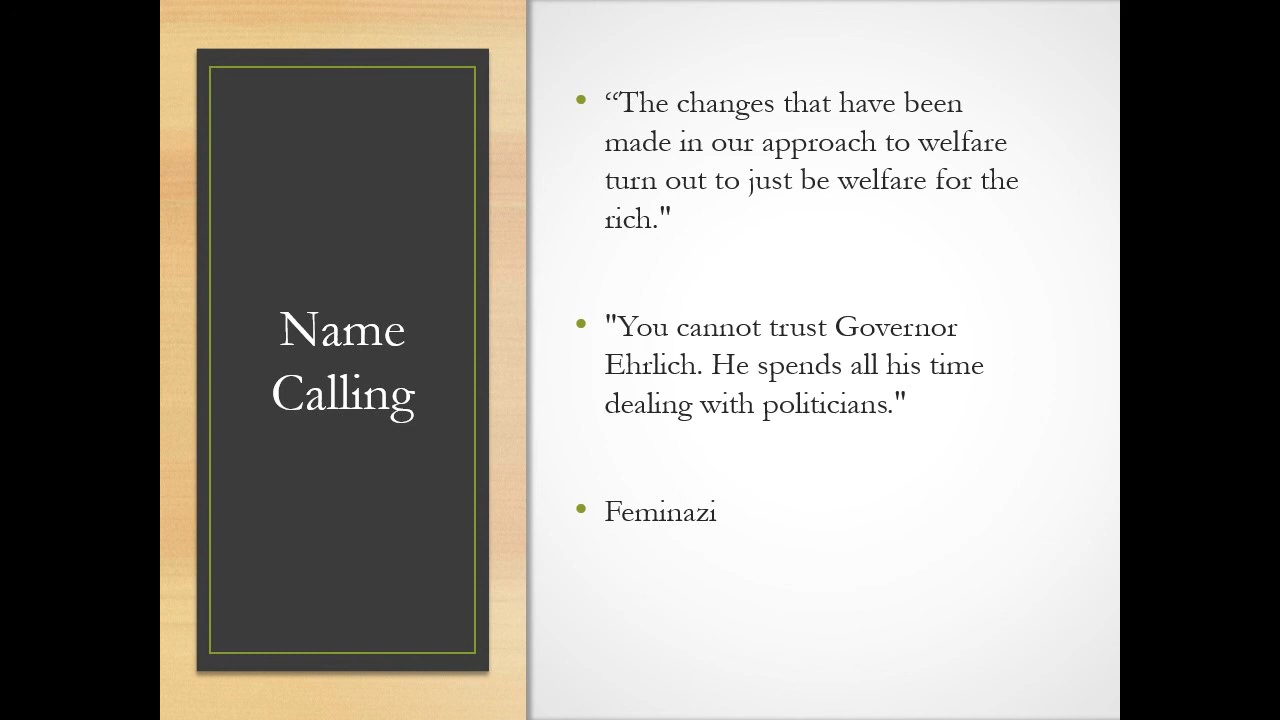 Name
Calling
“The changes that have been
made in our approach to welfare
turn out to just be welfare for the
rich."
"You cannot trust Governor
Ehrlich. He spends all his time
dealing with politicians."
Feminazi